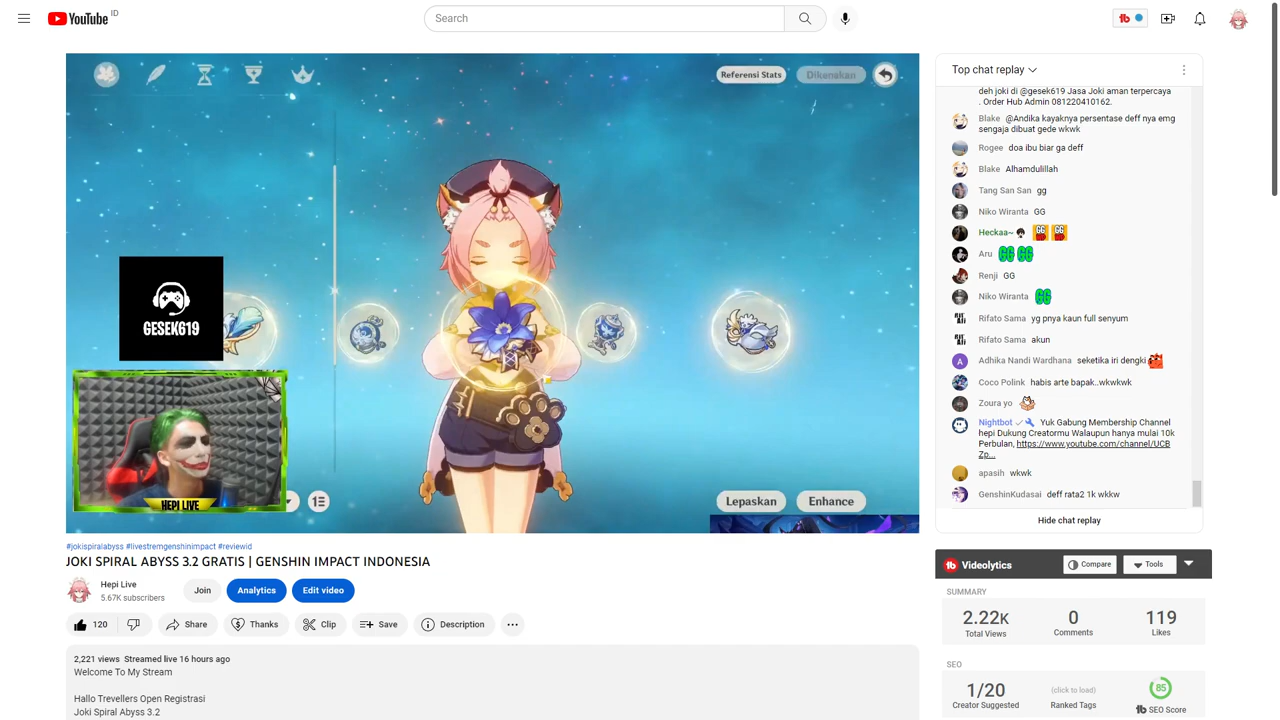 YouTube ID
Search
Referensi Stats
Dikenakan
GESEK619
HEPI LIVE
Lepaskan
Enhance
Top chat replay
deh joki di @gesek619 Jasa Joki aman terpercaya
. Order Hub Admin 081220410162.
Blake @Andika kayaknya persentase deff nya emg
sengaja dibuat gede wkwk
Rogee doa ibu biar ga deff
Blake Alhamdulillah
Tang San San gg
Niko Wiranta GG
Heckaa~ GG GG
Aru GG GG
Renji GG
Niko Wiranta GG
Rifato Sama yg pnya kaun full senyum
Rifato Sama akun
Adhika Nandi Wardhana seketika iri dengki
Coco Polink habis arte bapak..wkwkwk
Zoura yo
Nightbot Yuk Gabung Membership Channel
hepi Dukung Creatormu Walaupun hanya mulai 10k
Perbulan, https://www.youtube.com/channel/UCB
Zp...
apasih wkwk
GenshinKudasai deff rata2 1k wkkw
Hide chat replay
#jokispiralabyss #livestremgenshinimpact #reviewid
JOKI SPIRAL ABYSS 3.2 GRATIS | GENSHIN IMPACT INDONESIA
Hepi Live
5.67K subscribers
Join
Analytics
Edit video
120
Share
Thanks
Clip
Save
Description
2,221 views Streamed live 16 hours ago
Welcome To My Stream
Hallo Trevellers Open Registrasi
Joki Spiral Abyss 3.2
tb Videolytics
Compare
Tools
SUMMARY
2.22K
Total Views
0
Comments
119
Likes
SEO
1/20
Creator Suggested
(click to load)
Ranked Tags
85
tb SEO Score